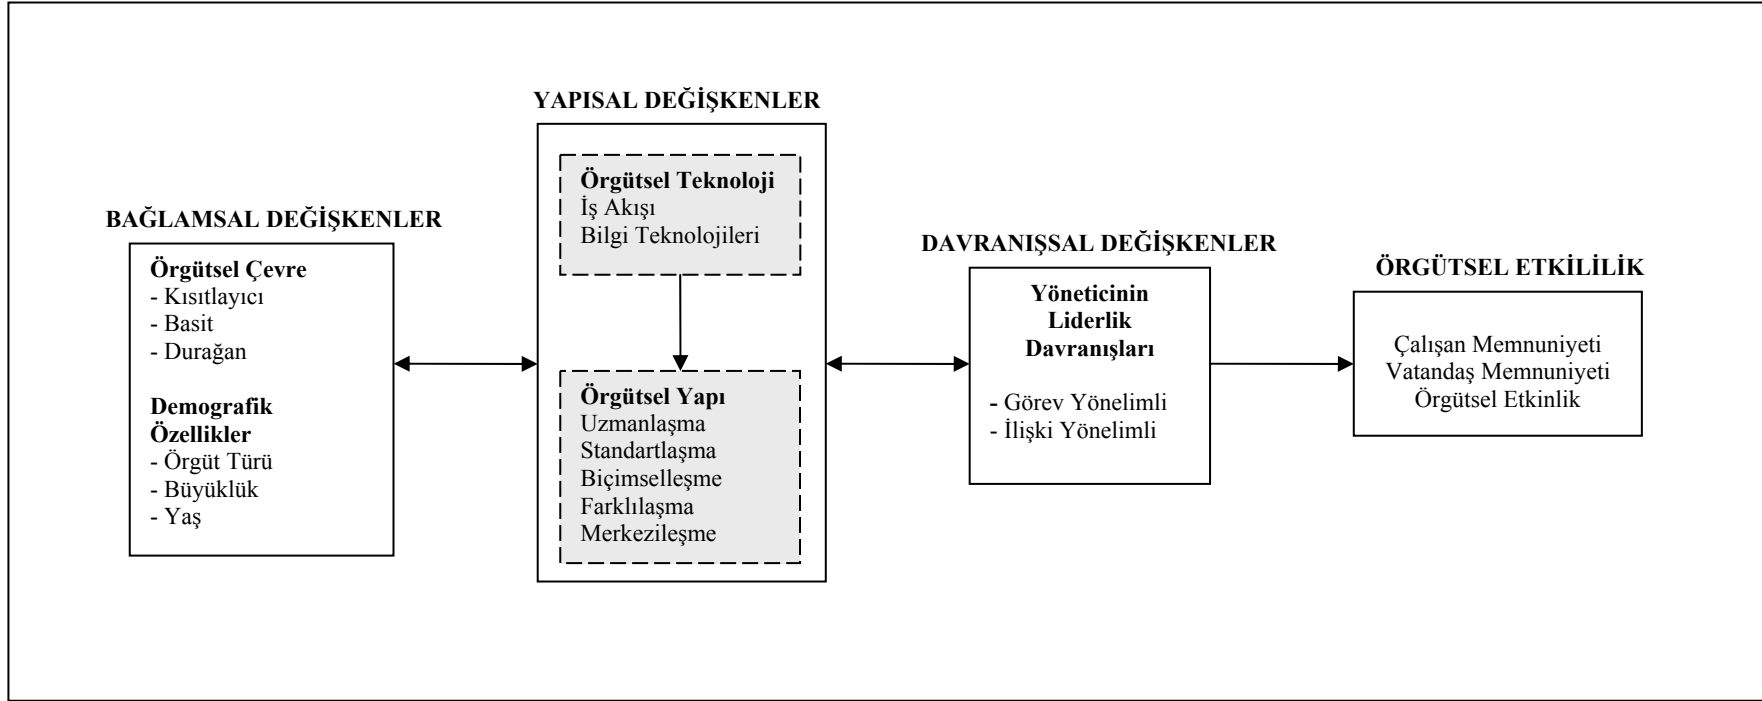 BAĞLAMSAL DEĞİŞKENLER
Örgütsel Çevre
- Kısıtlayıcı
- Basit
- Durağan
Demografik
Özellikler
- Örgüt Türü
- Büyüklük
- Yaş
YAPISAL DEĞİŞKENLER
Örgütsel Teknoloji
İş Akışı
Bilgi Teknolojileri
Örgütsel Yapı
Uzmanlaşma
Standartlaşma
Biçimselleşme
Farklılaşma
Merkezileşme
DAVRANIŞSAL DEĞİŞKENLER
Yöneticinin
Liderlik
Davranışları
- Görev Yönelimli
- İlişki Yönelimli
ÖRGÜTSEL ETKİLİLİK
Çalışan Memnuniyeti
Vatandaş Memnuniyeti
Örgütsel Etkinlik